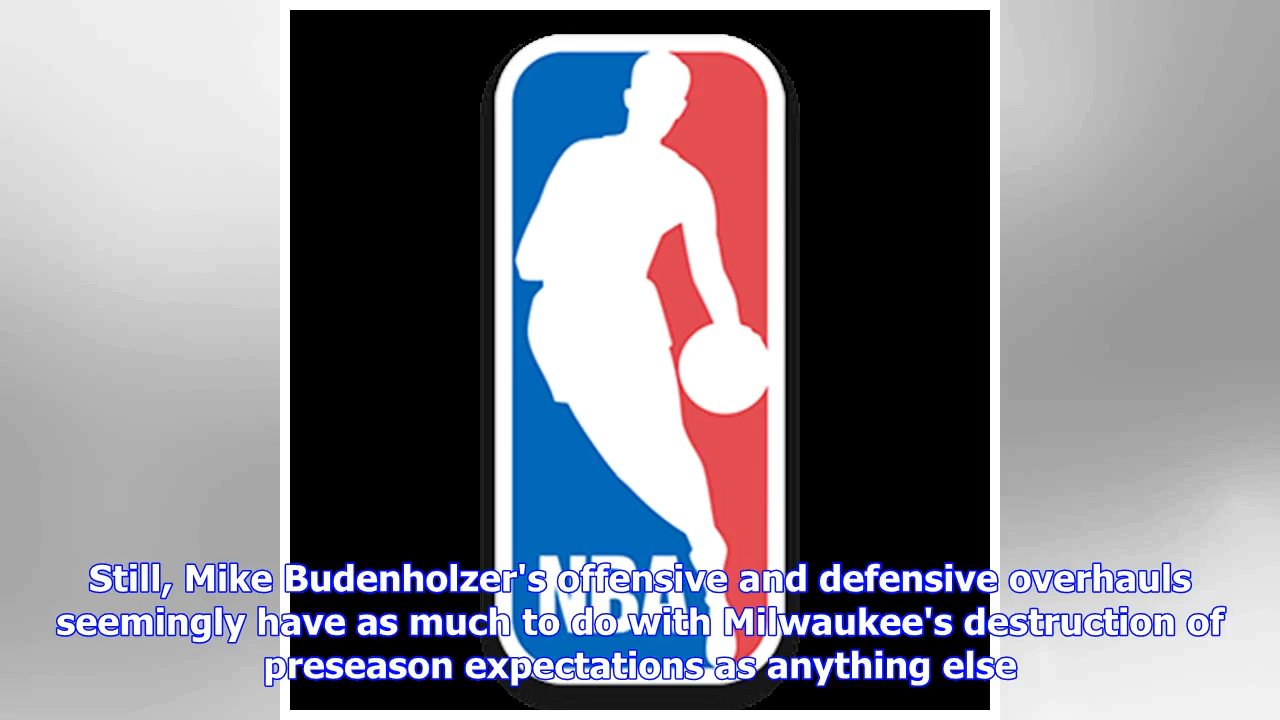 NBA
Still, Mike Budenholzer's offensive and defensive overhauls
seemingly have as much to do with Milwaukee's destruction of
preseason expectations as anything else